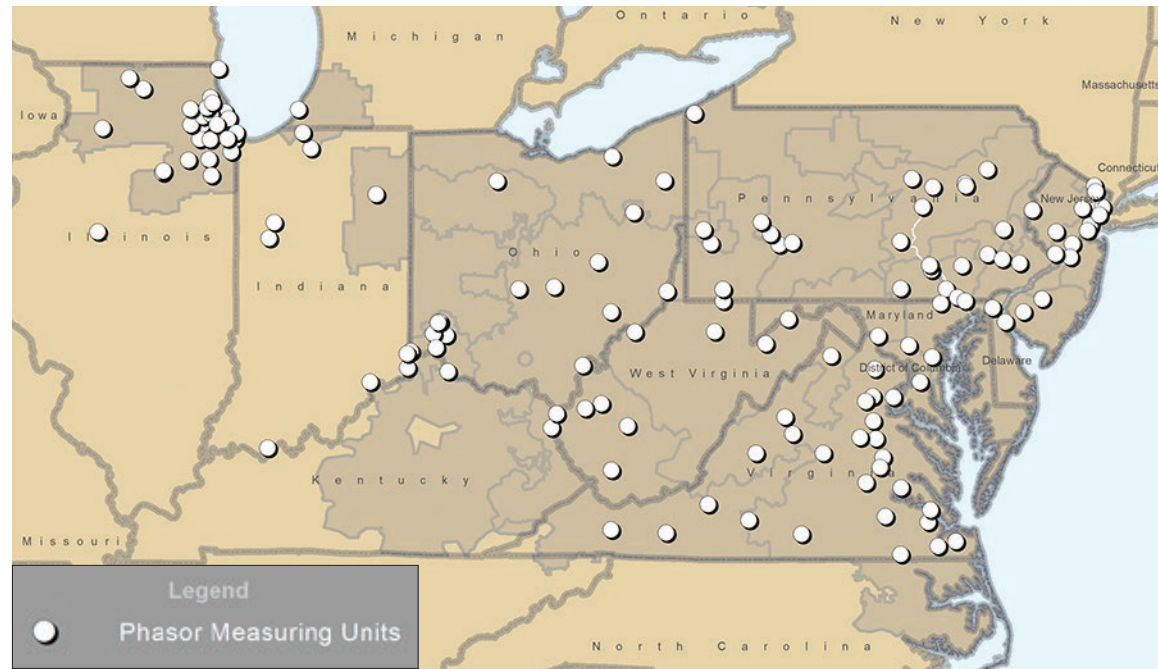 Ontario
New York
Michigan
Massachusetts
Iowa
Connecticut
Pennsylvania
New Jersey
Illinois
Ohio
Indiana
Maryland
Delaware
District of Columbia
West Virginia
Virginia
Kentucky
Missouri
Legend
Phasor Measuring Units
North Carolina